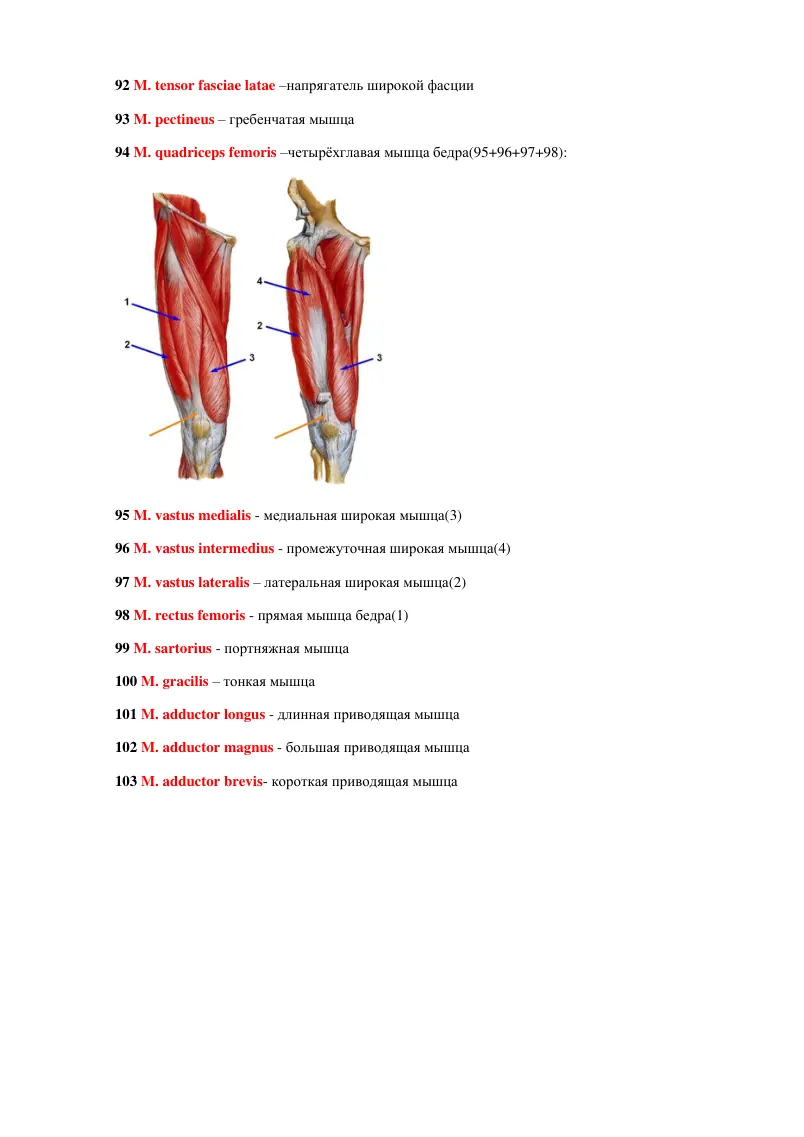 92 M. tensor fasciae latae –напрягатель широкой фасции
93 M. pectineus – гребенчатая мышца
94 M. quadriceps femoris –четырёхглавая мышца бедра(95+96+97+98):
1
2
3
4
2
3
95 M. vastus medialis - медиальная широкая мышца(3)
96 M. vastus intermedius - промежуточная широкая мышца(4)
97 M. vastus lateralis – латеральная широкая мышца(2)
98 M. rectus femoris - прямая мышца бедра(1)
99 M. sartorius - портняжная мышца
100 M. gracilis – тонкая мышца
101 M. adductor longus - длинная приводящая мышца
102 M. adductor magnus - большая приводящая мышца
103 M. adductor brevis- короткая приводящая мышца